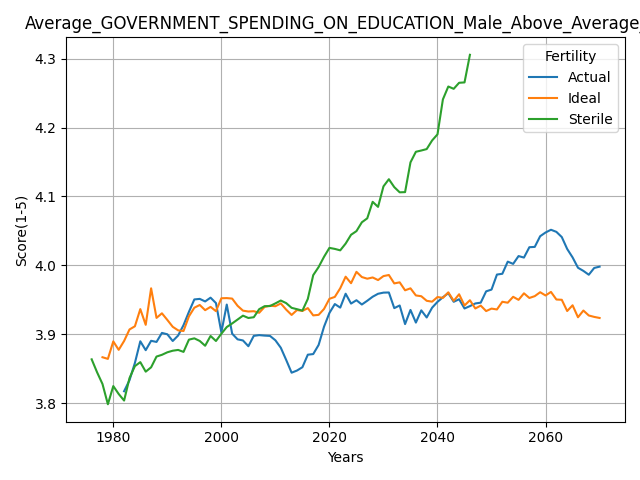 Average_GOVERNMENT_SPENDING_ON_EDUCATION_Male_Above_Average_
Fertility
Actual
Ideal
Sterile
Score(1-5)
4.3
4.2
4.1
4.0
3.9
3.8
1980 2000 2020 2040 2060
Years